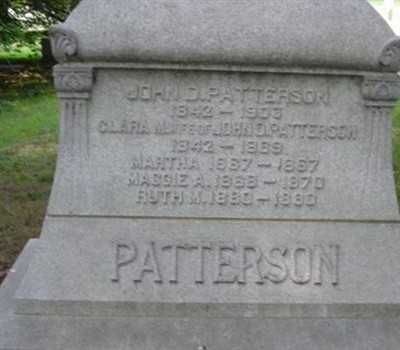 JOHN D. PATTERSON
1842 – 1903
CLARA M. WIFE OF JOHN D. PATTERSON
1842 – 1869
MARTHA 1867 – 1867
MAGGIE A. 1868 – 1870
RUTH M. 1880 – 1880
PATTERSON